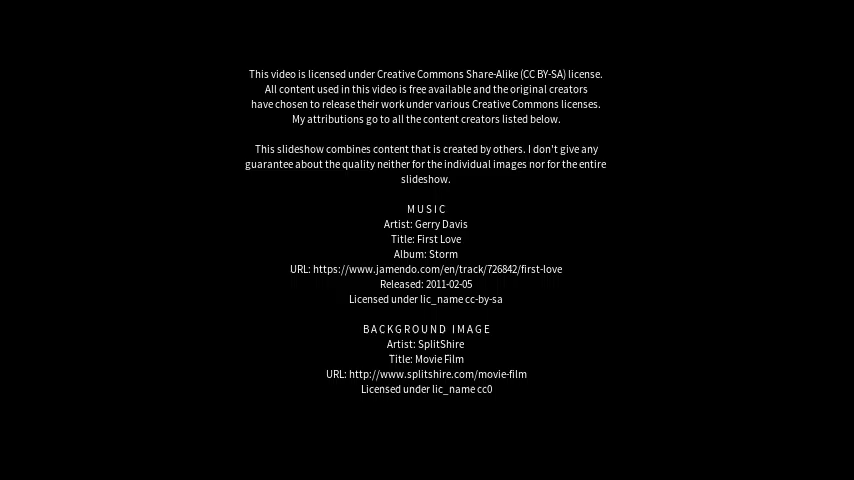 This video is licensed under Creative Commons Share-Alike (CC BY-SA) license.
All content used in this video is free available and the original creators
have chosen to release their work under various Creative Commons licenses.
My attributions go to all the content creators listed below.
This slideshow combines content that is created by others. I don't give any
guarantee about the quality neither for the individual images nor for the entire
slideshow.
MUSIC
Artist: Gerry Davis
Title: First Love
Album: Storm
URL: https://www.jamendo.com/en/track/726842/first-love
Released: 2011-02-05
Licensed under lic_name cc-by-sa
BACKGROUND IMAGE
Artist: SplitShire
Title: Movie Film
URL: http://www.splitshire.com/movie-film
Licensed under lic_name cc0